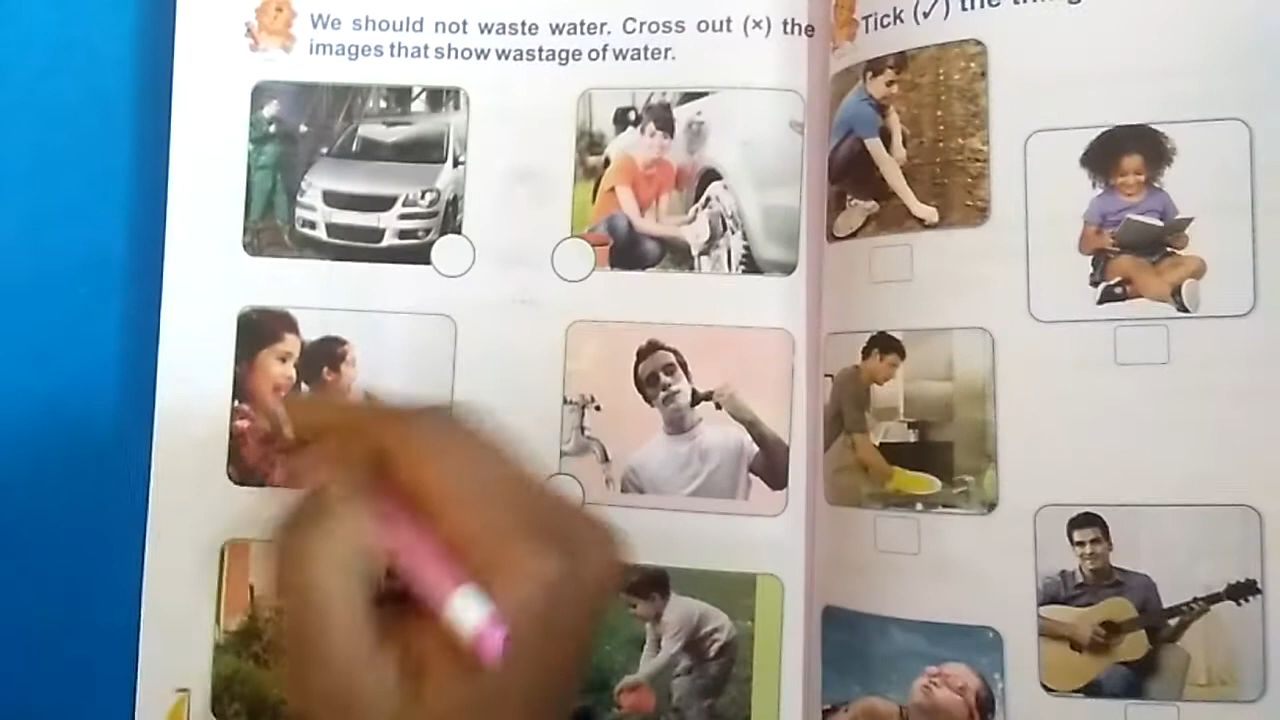 We should not waste water. Cross out (×) the
images that show wastage of water.
Tick (✓) the